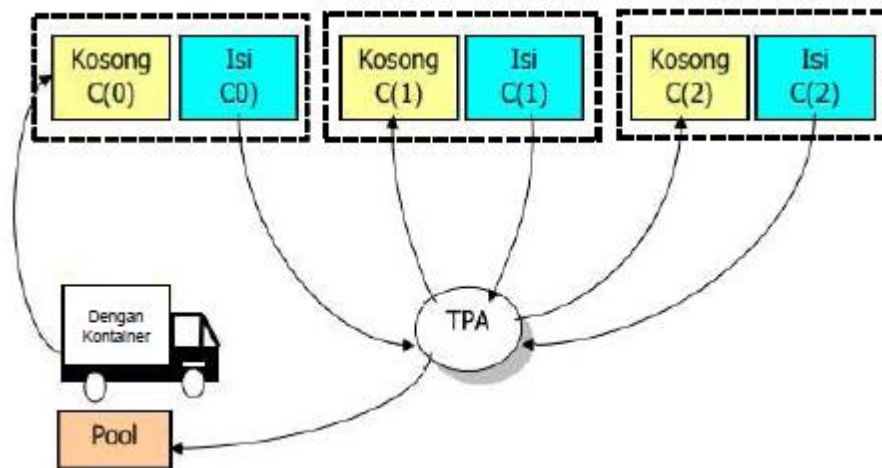 Kosong
C(0)
Isi
C0)
Kosong
C(1)
Isi
C(1)
Kosong
C(2)
Isi
C(2)
Dengan
Kontainer
TPA
Pool